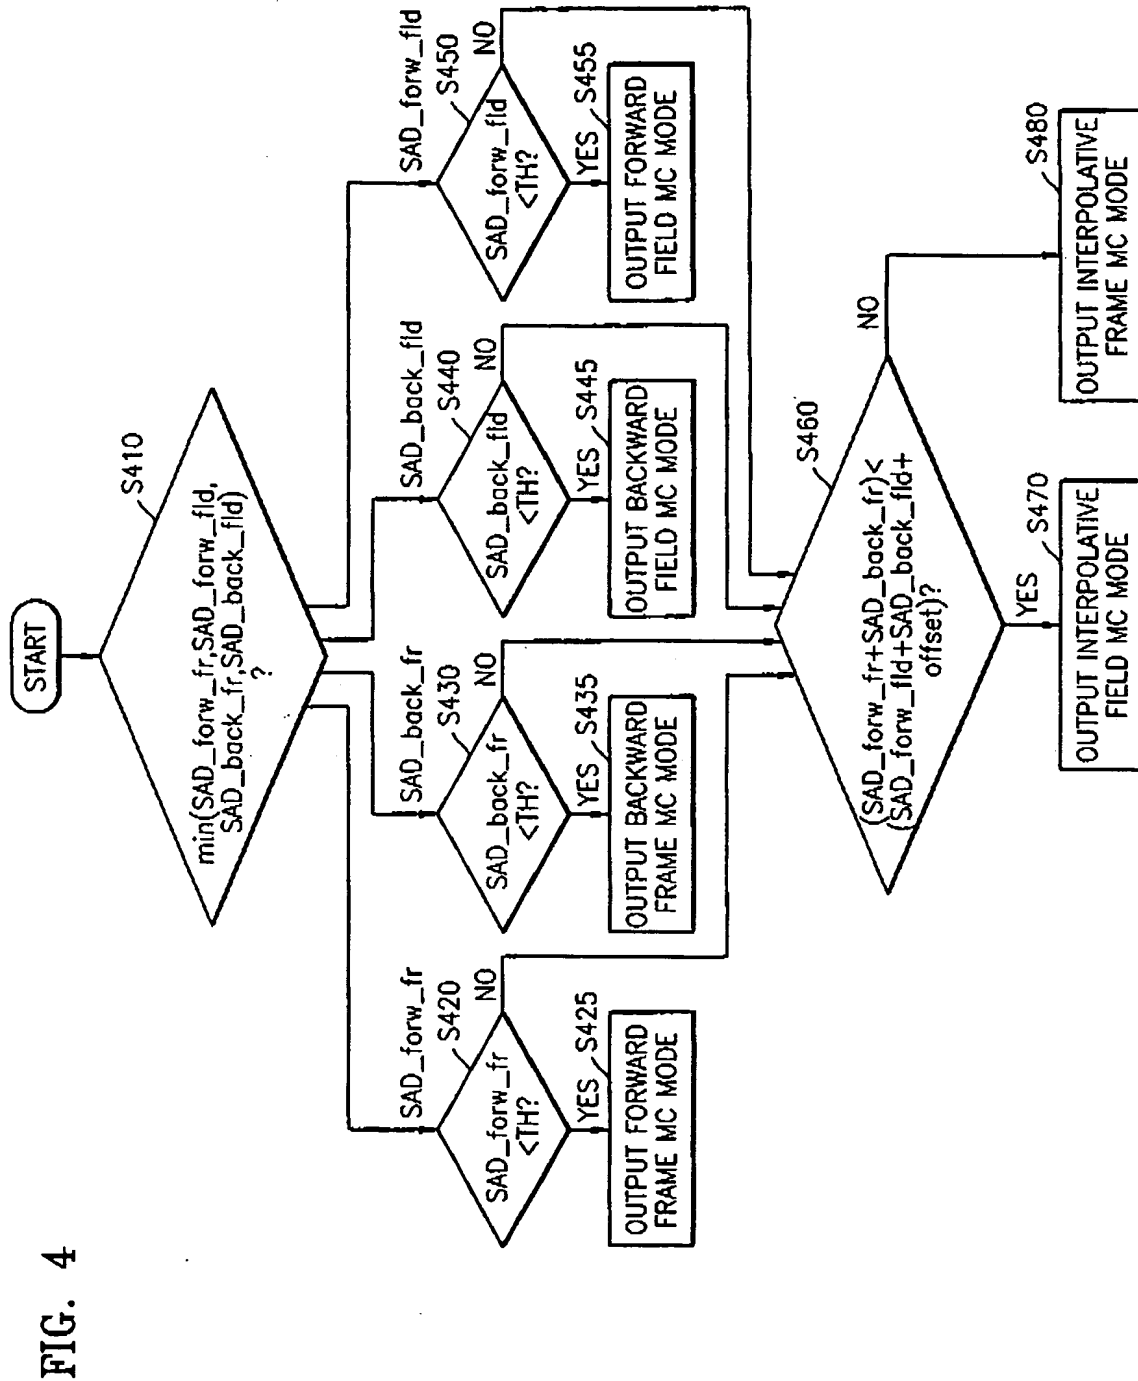 FIG. 4
START
S410
min(SAD_forw_fr,SAD_forw_fld,
SAD_back_fr,SAD_back_fld)
?
SAD_forw_fr
S420
SAD_forw_fr
<TH?
NO
YES
S425
OUTPUT FORWARD
FRAME MC MODE
SAD_back_fr
S430
SAD_back_fr
<TH?
NO
YES
S435
OUTPUT BACKWARD
FRAME MC MODE
SAD_back_fld
S440
SAD_back_fld
<TH?
NO
YES
S445
OUTPUT BACKWARD
FIELD MC MODE
SAD_forw_fld
S450
SAD_forw_fld
<TH?
NO
YES
S455
OUTPUT FORWARD
FIELD MC MODE
S460
(SAD_forw_fr+SAD_back_fr)<
(SAD_forw_fld+SAD_back_fld+
offset)?
YES
S470
OUTPUT INTERPOLATIVE
FIELD MC MODE
NO
S480
OUTPUT INTERPOLATIVE
FRAME MC MODE